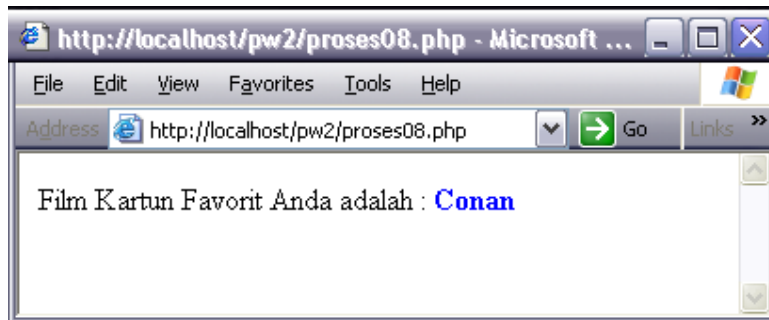 http://localhost/pw2/proses08.php - Microsoft ...
File Edit View Favorites Tools Help
Address http://localhost/pw2/proses08.php Go Links »
Film Kartun Favorit Anda adalah : Conan